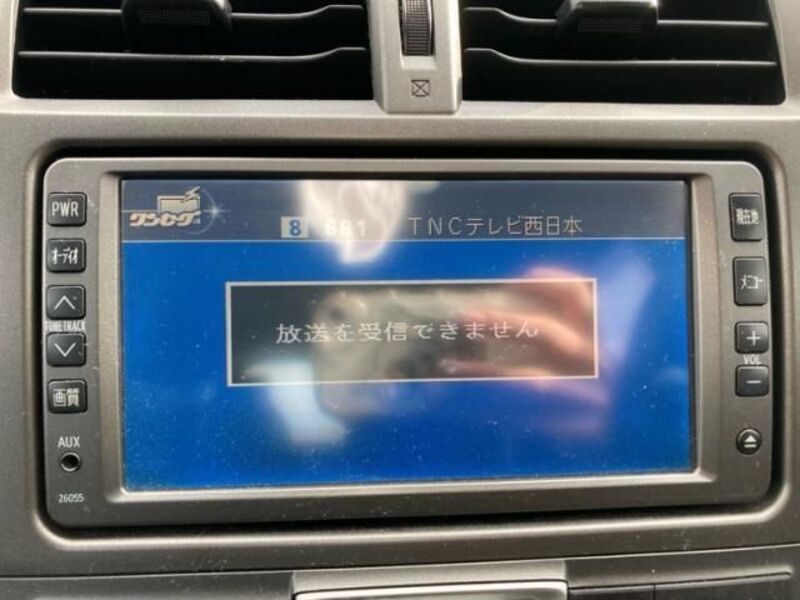 ワンセグ
8 681 TNCテレビ西日本
放送を受信できません
PWR
オーディオ
TUNE TRACK
画質
AUX
26055
現在地
メニュー
+
VOL
−